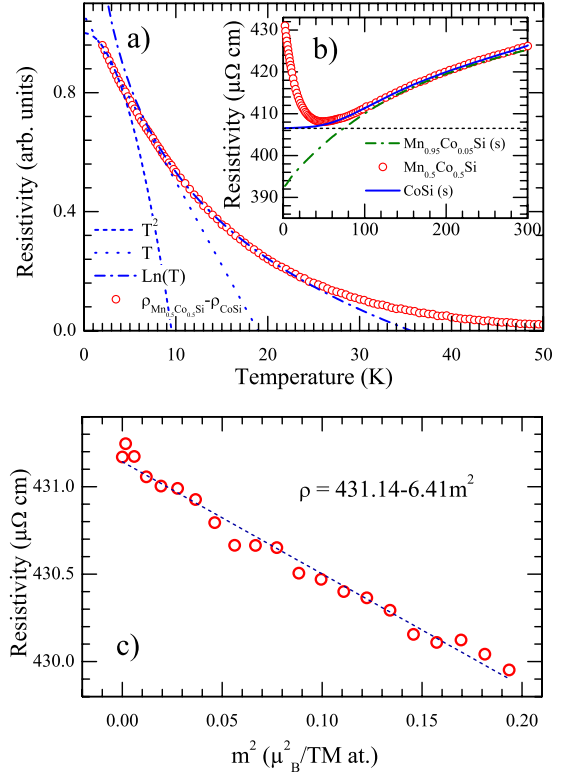 a)
Resistivity (arb. units)
0.8
0.4
0.0
T²
T
Ln(T)
ρMn₀.₅Co₀.₅Si-ρCoSi
0 10 20 30 40 50
Temperature (K)
b)
Resistivity (μΩ cm)
430
420
410
400
390
Mn₀.₉₅Co₀.₀₅Si (s)
Mn₀.₅Co₀.₅Si
CoSi (s)
0 100 200 300
Resistivity (μΩ cm)
431.0
430.5
430.0
ρ = 431.14-6.41m²
c)
0.00 0.05 0.10 0.15 0.20
m² (μ²B/TM at.)